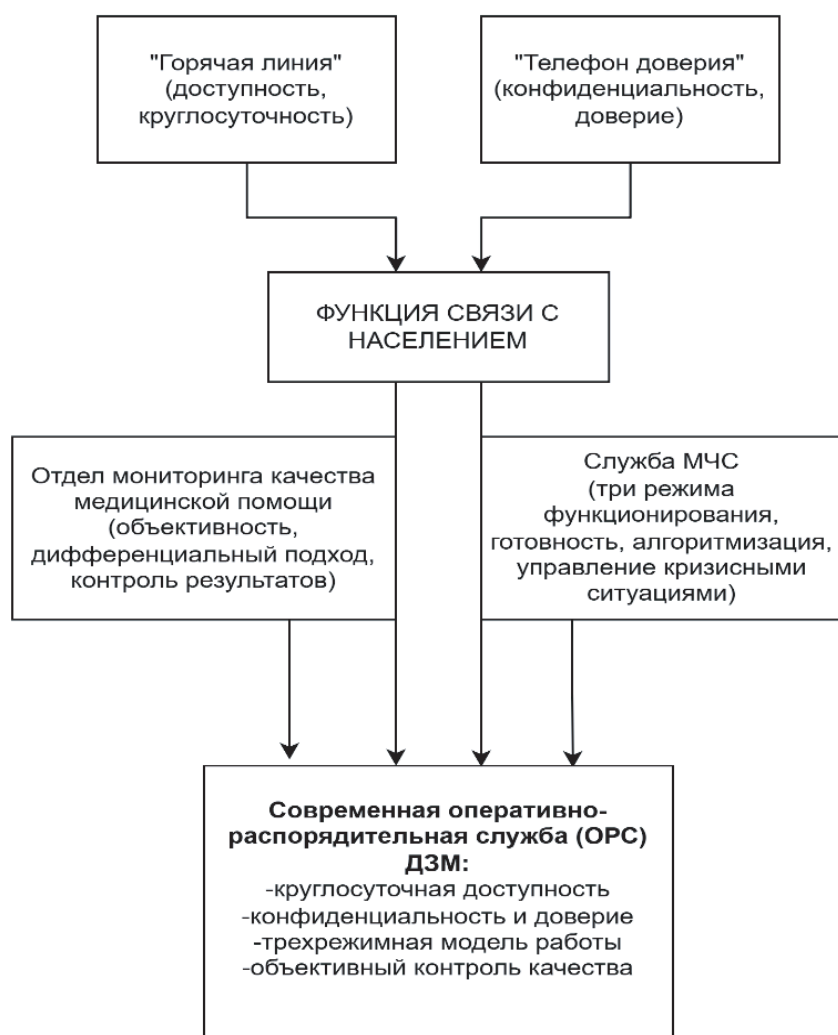 "Горячая линия"
(доступность,
круглосуточность)
"Телефон доверия"
(конфиденциальность,
доверие)
ФУНКЦИЯ СВЯЗИ С
НАСЕЛЕНИЕМ
Отдел мониторинга качества
медицинской помощи
(объективность,
дифференциальный подход,
контроль результатов)
Служба МЧС
(три режима
функционирования,
готовность, алгоритмизация,
управление кризисными
ситуациями)
Современная оперативно-
распорядительная служба (ОРС)
ДЗМ:
-круглосуточная доступность
-конфиденциальность и доверие
-трехрежимная модель работы
-объективный контроль качества